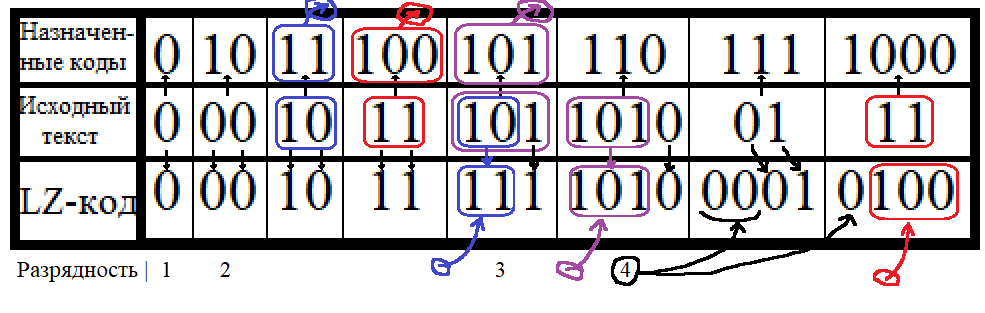 Назначен-
ные коды 0 10 11 100 101 110 111 1000
Исходный
текст 0 00 10 11 101 10100 01 11
LZ-код 0 00 10 11 111 1010 0001 0100
Разрядность | 1 2 3 4